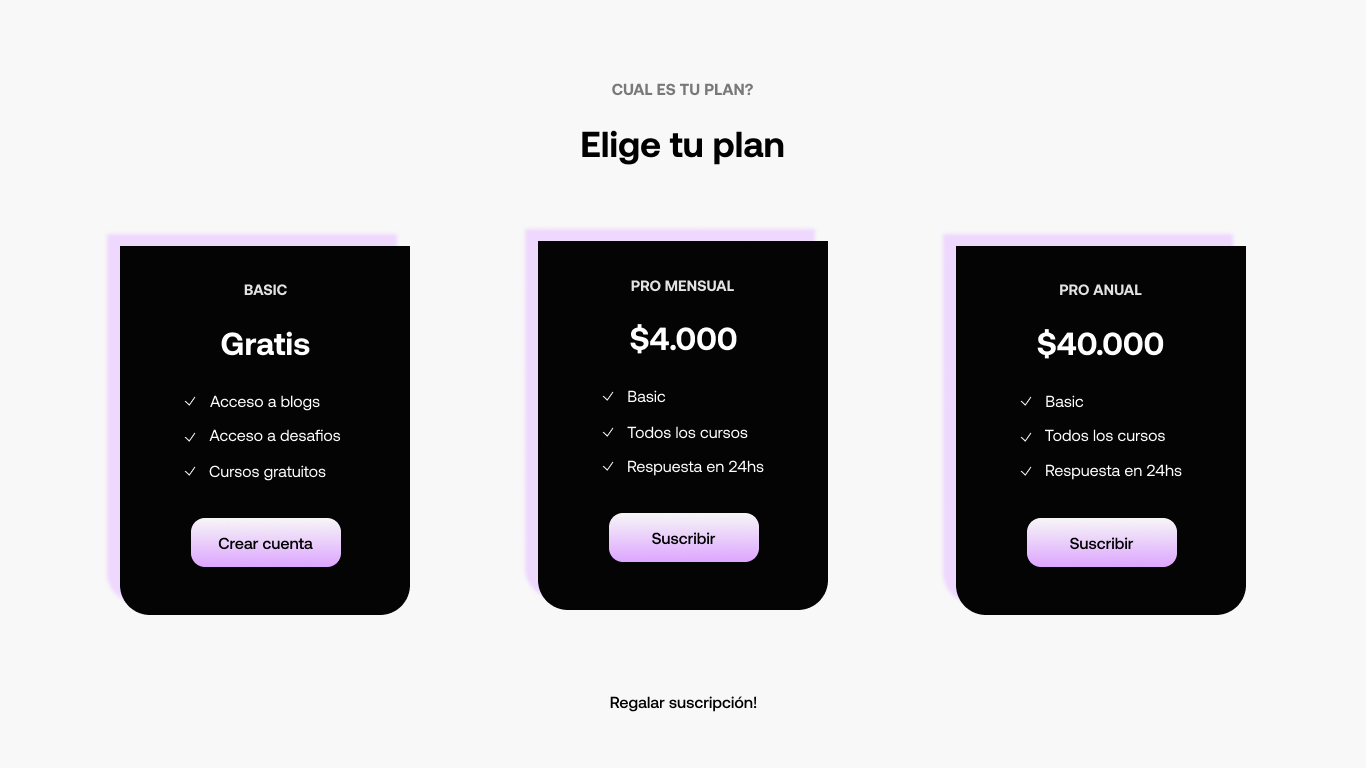 CUAL ES TU PLAN?
Elige tu plan
BASIC
Gratis
Acceso a blogs
Acceso a desafios
Cursos gratuitos
Crear cuenta
PRO MENSUAL
$4.000
Basic
Todos los cursos
Respuesta en 24hs
Suscribir
PRO ANUAL
$40.000
Basic
Todos los cursos
Respuesta en 24hs
Suscribir
Regalar suscripción!